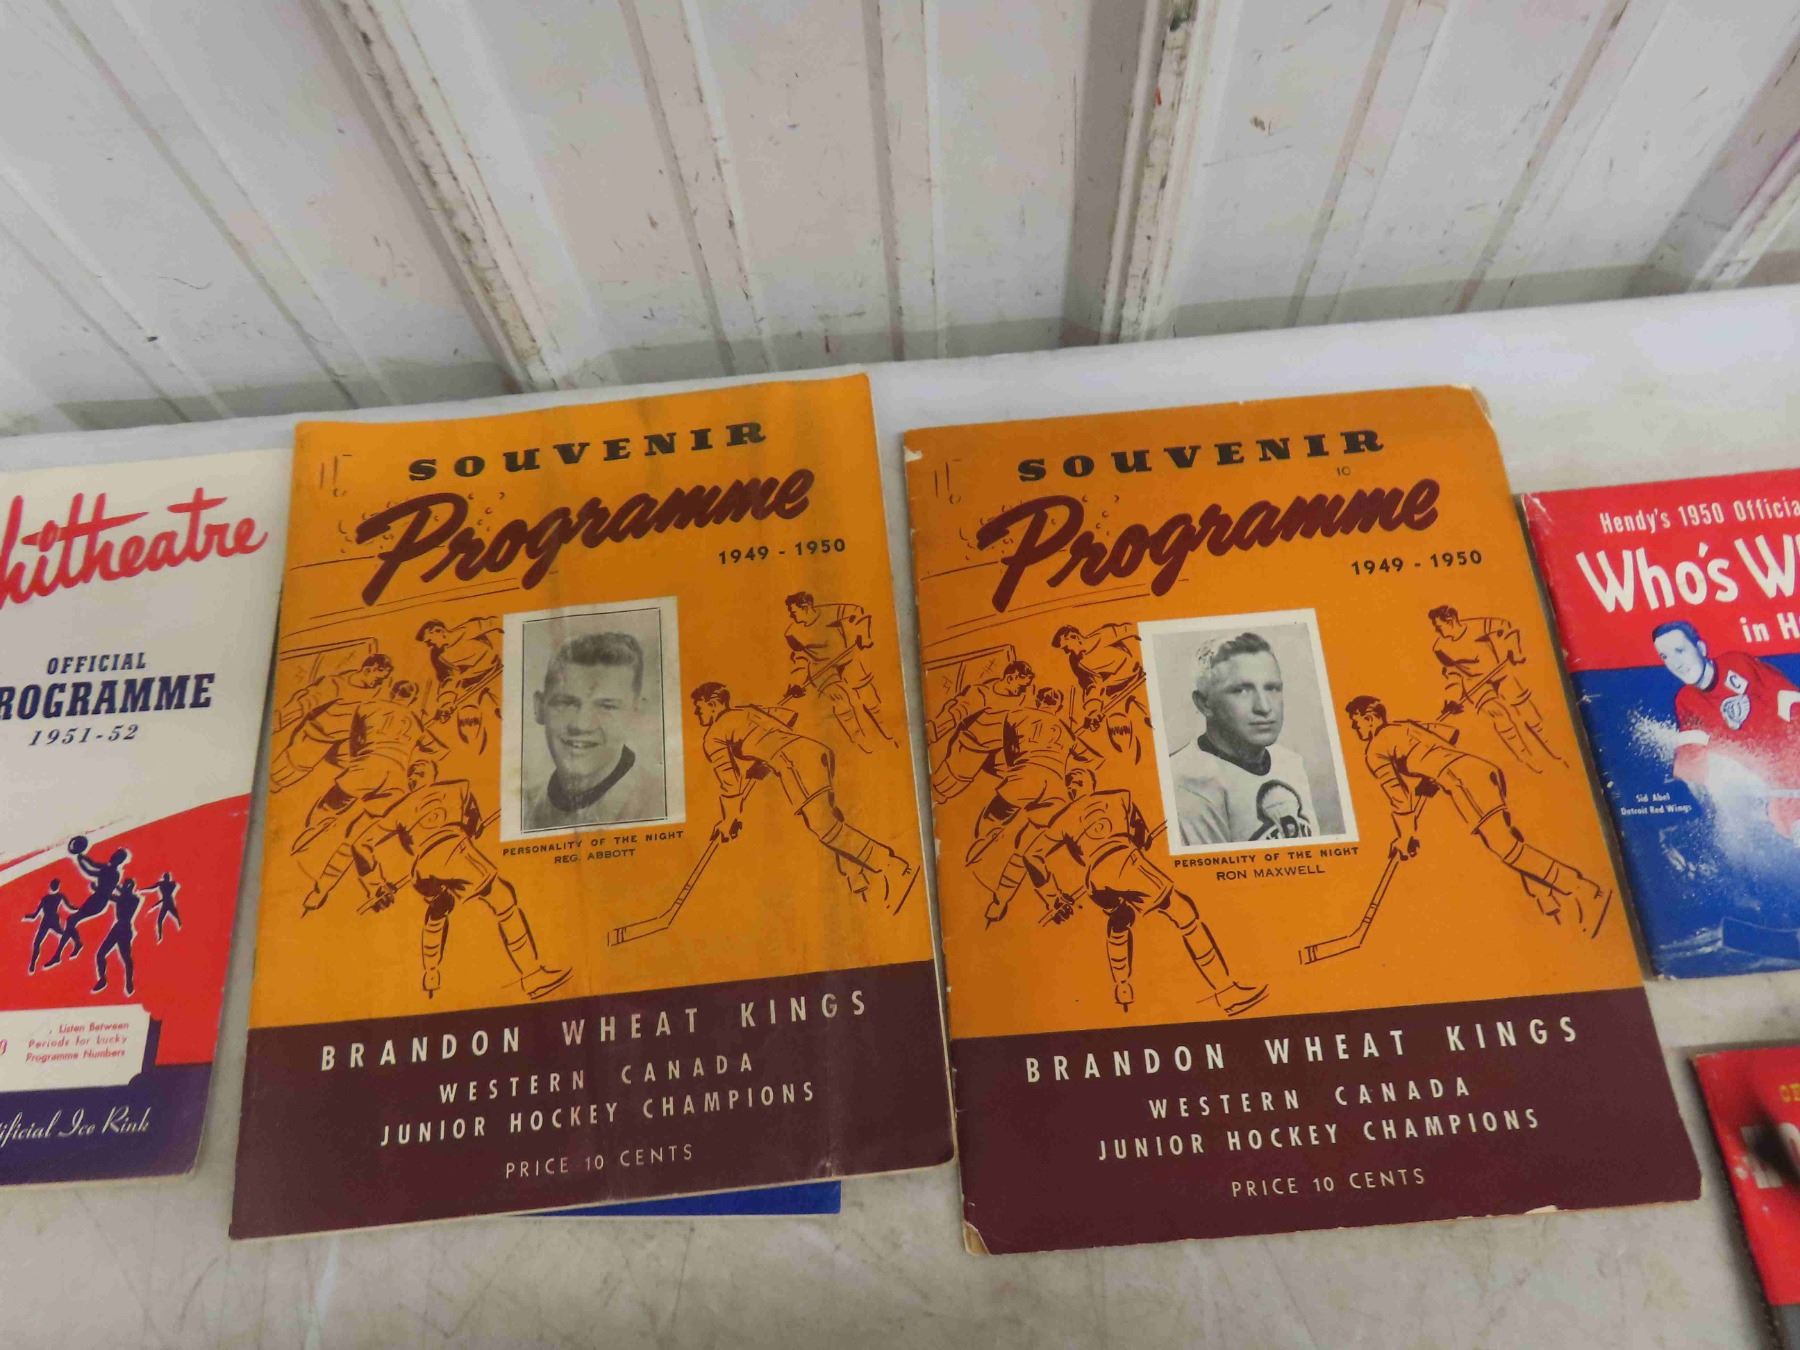 OFFICIAL
1951-52
Listen Between
Periods for Lucky
Programme Numbers
Ice Rink
SOUVENIR
Programme
1949 - 1950
PERSONALITY OF THE NIGHT
REG. ABBOTT
BRANDON WHEAT KINGS
WESTERN CANADA
JUNIOR HOCKEY CHAMPIONS
PRICE 10 CENTS
SOUVENIR
10
Programme
1949 - 1950
PERSONALITY OF THE NIGHT
RON MAXWELL
BRANDON WHEAT KINGS
WESTERN CANADA
JUNIOR HOCKEY CHAMPIONS
PRICE 10 CENTS
Hendy's 1950 Officia
Who's W
in H
Sid Abel
Detroit Red Wings